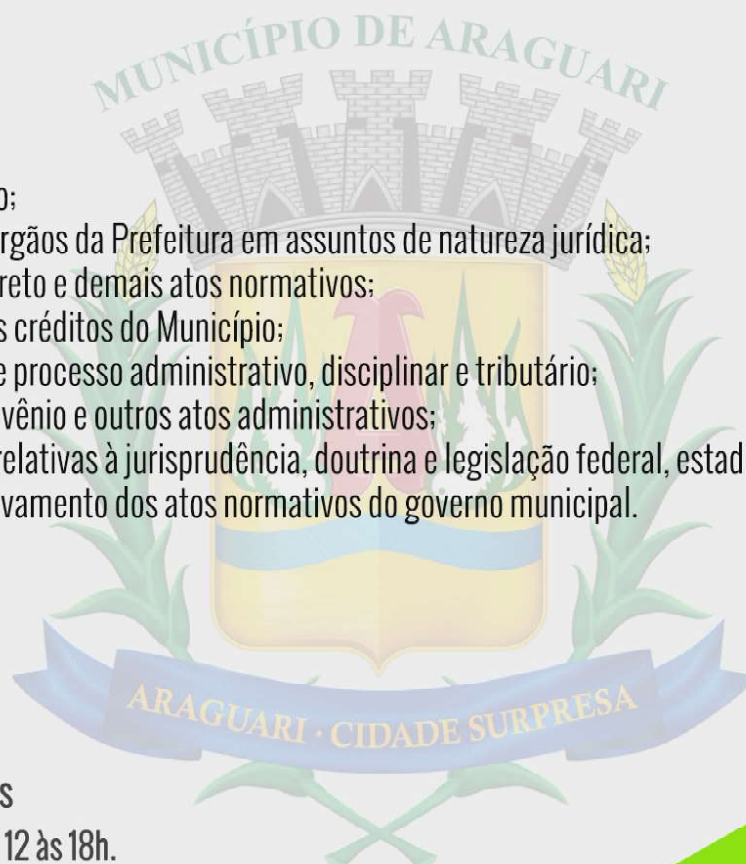 MUNICÍPIO DE ARAGUARI
o;
rgãos da Prefeitura em assuntos de natureza jurídica;
reto e demais atos normativos;
s créditos do Município;
e processo administrativo, disciplinar e tributário;
vênio e outros atos administrativos;
relativas à jurisprudência, doutrina e legislação federal, estad
vamento dos atos normativos do governo municipal.
A
ARAGUARI · CIDADE SURPRESA
s
12 às 18h.